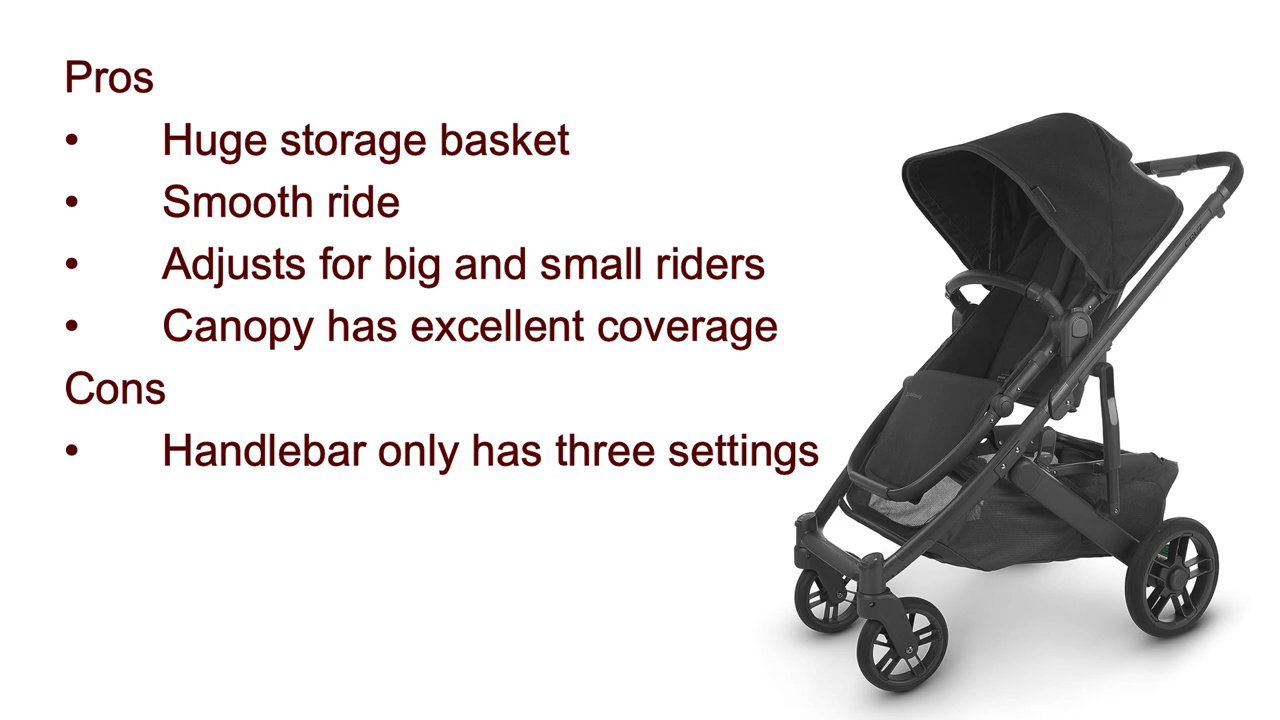 Pros
• Huge storage basket
• Smooth ride
• Adjusts for big and small riders
• Canopy has excellent coverage
Cons
• Handlebar only has three settings